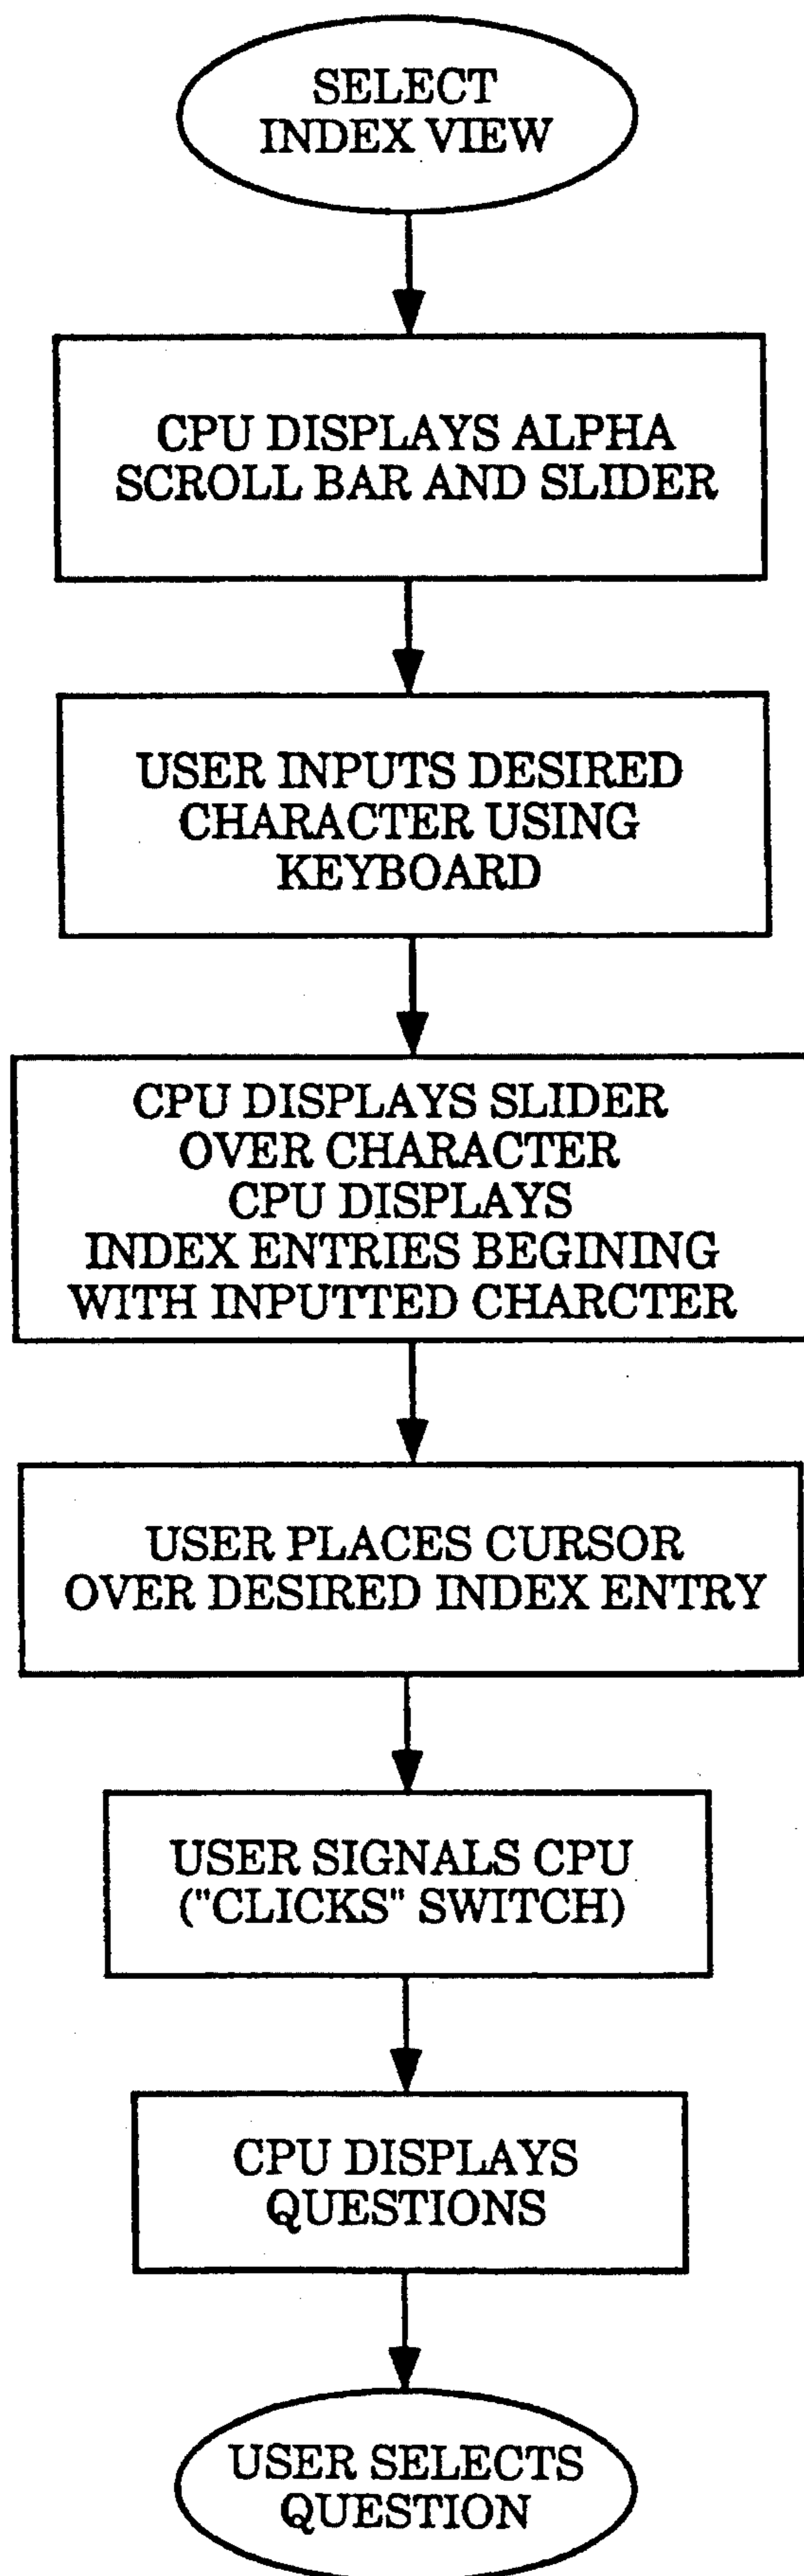 SELECT
INDEX VIEW
CPU DISPLAYS ALPHA
SCROLL BAR AND SLIDER
USER INPUTS DESIRED
CHARACTER USING
KEYBOARD
CPU DISPLAYS SLIDER
OVER CHARACTER
CPU DISPLAYS
INDEX ENTRIES BEGINING
WITH INPUTTED CHARCTER
USER PLACES CURSOR
OVER DESIRED INDEX ENTRY
USER SIGNALS CPU
("CLICKS" SWITCH)
CPU DISPLAYS
QUESTIONS
USER SELECTS
QUESTION